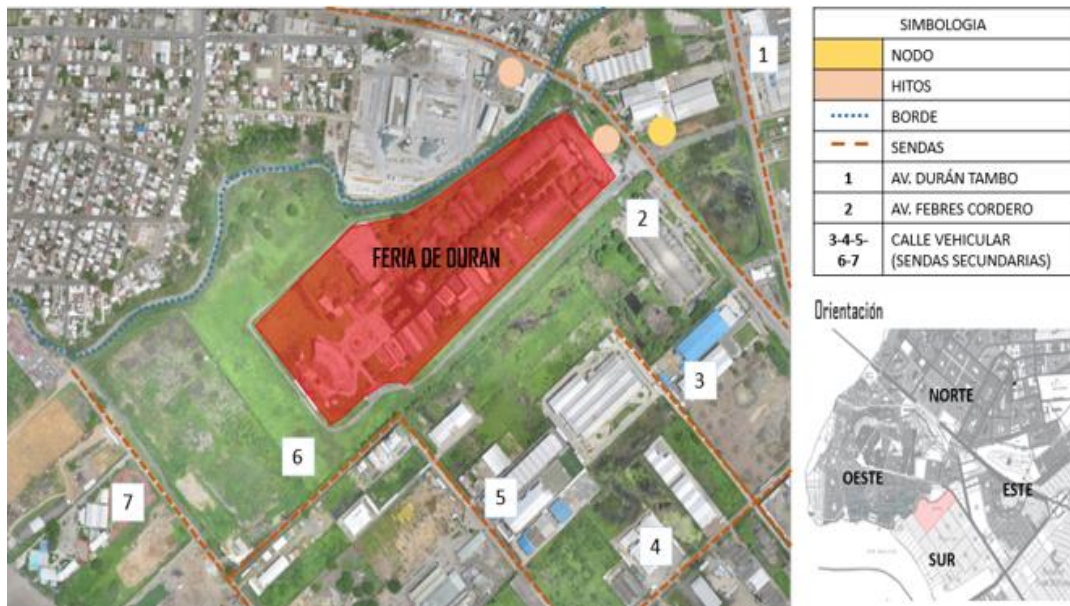 1
2
FERIA DE DURAN
3
6
5
7
4
SIMBOLOGIA
NODO
HITOS
BORDE
SENDAS
1 AV. DURÁN TAMBO
2 AV. FEBRES CORDERO
3-4-5- CALLE VEHICULAR
6-7 (SENDAS SECUNDARIAS)
Orientación
NORTE
OESTE
ESTE
SUR